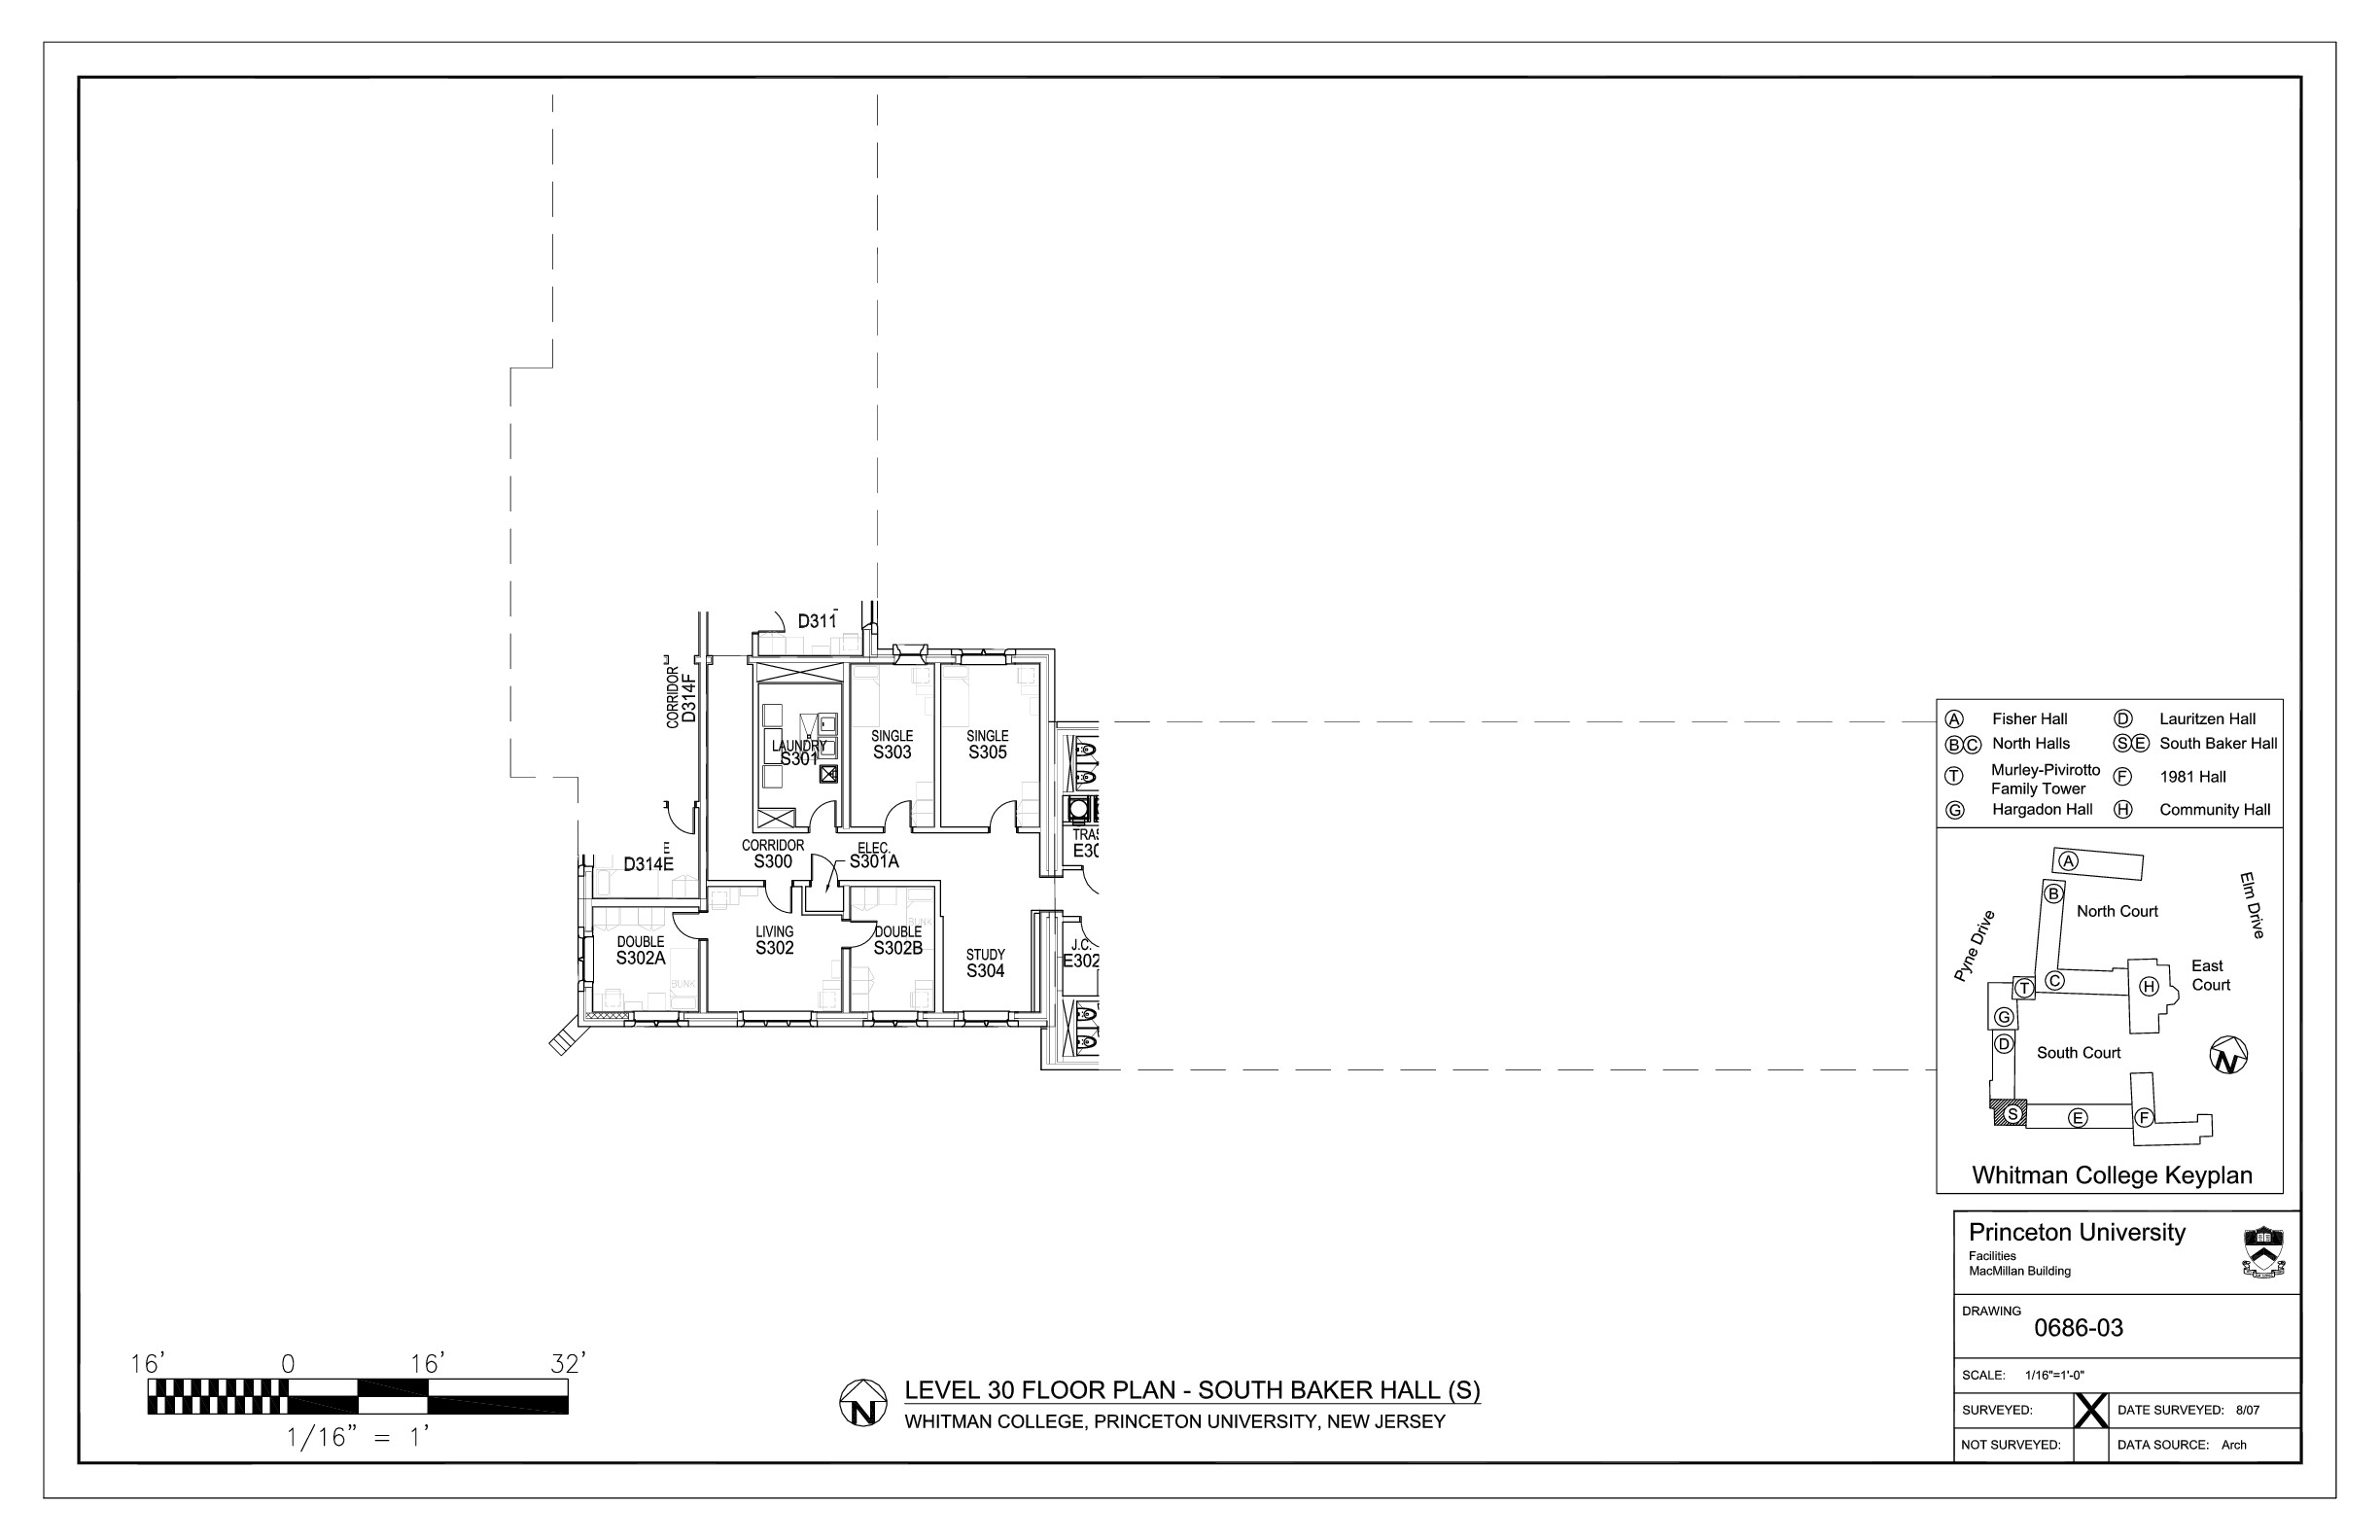 D311
CORRIDOR
D314F
LAUNDRY
S301
SINGLE
S303
SINGLE
S305
CORRIDOR
S300
ELEC.
S301A
E
D314E
DOUBLE
S302A
BUNK
LIVING
S302
BUNK
DOUBLE
S302B
STUDY
S304
J.C.
E302
A Fisher Hall D Lauritzen Hall
B C North Halls S E South Baker Hall
T Murley-Pivirotto
Family Tower F 1981 Hall
G Hargadon Hall H Community Hall
A
B
North Court
Elm Drive
Pyne Drive
East
Court
C
H
T
G
D
South Court
N
S
E
F
Whitman College Keyplan
Princeton University
Facilities
MacMillan Building
DRAWING
0686-03
SCALE: 1/16"=1'-0"
SURVEYED: X DATE SURVEYED: 8/07
NOT SURVEYED: DATA SOURCE: Arch
16' 0 16' 32'
1/16" = 1'
N
LEVEL 30 FLOOR PLAN - SOUTH BAKER HALL (S)
WHITMAN COLLEGE, PRINCETON UNIVERSITY, NEW JERSEY